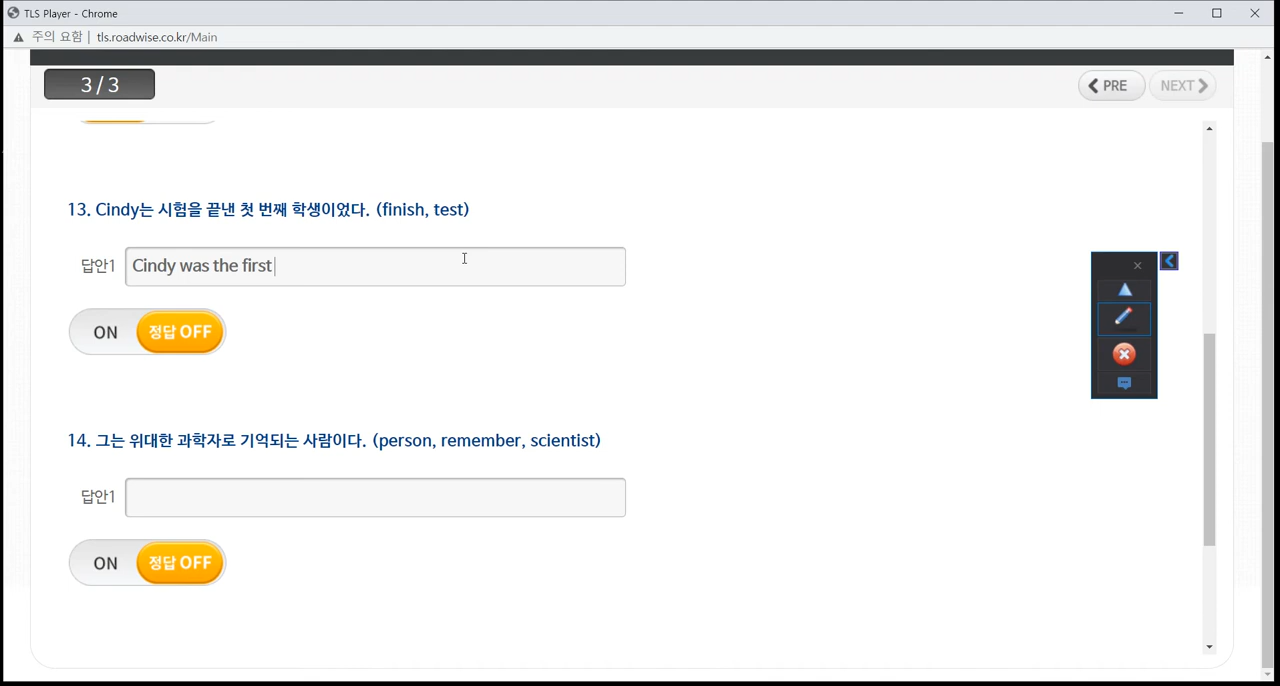 TLS Player - Chrome
주의 요함 | tls.roadwise.co.kr/Main
3 / 3
PRE
NEXT
13. Cindy는 시험을 끝낸 첫 번째 학생이었다. (finish, test)
답안1 Cindy was the first
ON 정답 OFF
14. 그는 위대한 과학자로 기억되는 사람이다. (person, remember, scientist)
답안1
ON 정답 OFF